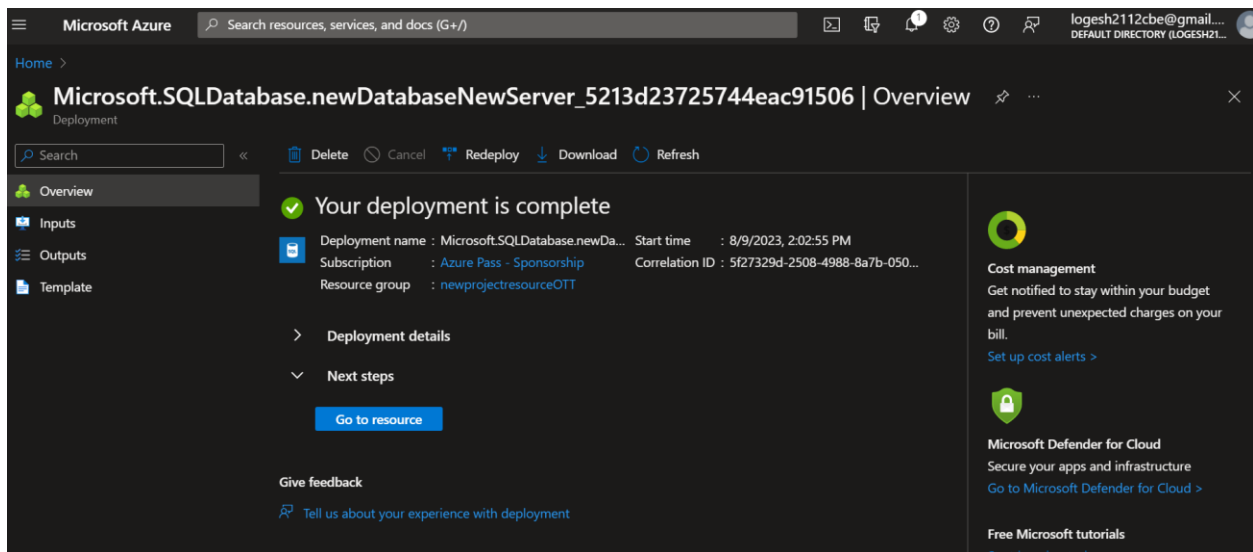 Microsoft Azure
Search resources, services, and docs (G+/)
1
logesh2112cbe@gmail....
DEFAULT DIRECTORY (LOGESH21...
Home >
Microsoft.SQLDatabase.newDatabaseNewServer_5213d23725744eac91506 | Overview
Deployment
Search
Delete Cancel Redeploy Download Refresh
Overview
Inputs
Outputs
Template
Your deployment is complete
Deployment name : Microsoft.SQLDatabase.newDa... Start time : 8/9/2023, 2:02:55 PM
Subscription : Azure Pass - Sponsorship Correlation ID : 5f27329d-2508-4988-8a7b-050...
Resource group : newprojectresourceOTT
Deployment details
Next steps
Go to resource
Give feedback
Tell us about your experience with deployment
Cost management
Get notified to stay within your budget
and prevent unexpected charges on your
bill.
Set up cost alerts >
Microsoft Defender for Cloud
Secure your apps and infrastructure
Go to Microsoft Defender for Cloud >
Free Microsoft tutorials